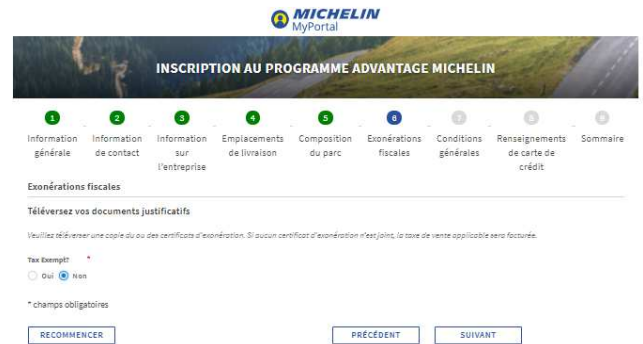 MICHELIN
MyPortal
INSCRIPTION AU PROGRAMME ADVANTAGE MICHELIN
1 2 3 4 5 6 7 8 9
Information générale
Information de contact
Information sur l'entreprise
Emplacements de livraison
Composition du parc
Exonérations fiscales
Conditions générales
Renseignements de carte de crédit
Sommaire
Exonérations fiscales
Téléversez vos documents justificatifs
Veuillez téléverser une copie du ou des certificats d'exonération. Si aucun certificat d'exonération n'est joint, la taxe de vente applicable sera facturée.
Tax Exempt? *
Oui Non
* champs obligatoires
RECOMMENCER PRÉCÉDENT SUIVANT